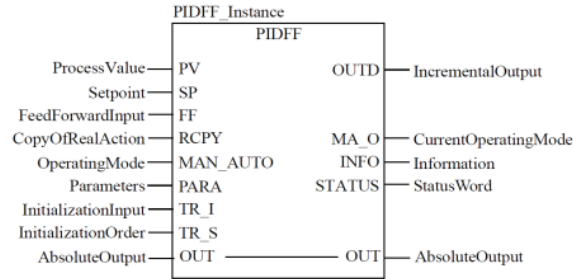 PIDFF_Instance
PIDFF
ProcessValue PV OUTD IncrementalOutput
Setpoint SP
FeedForwardInput FF
CopyOfRealAction RCPY MA_O CurrentOperatingMode
OperatingMode MAN_AUTO INFO Information
Parameters PARA STATUS StatusWord
InitializationInput TR_I
InitializationOrder TR_S
AbsoluteOutput OUT OUT AbsoluteOutput